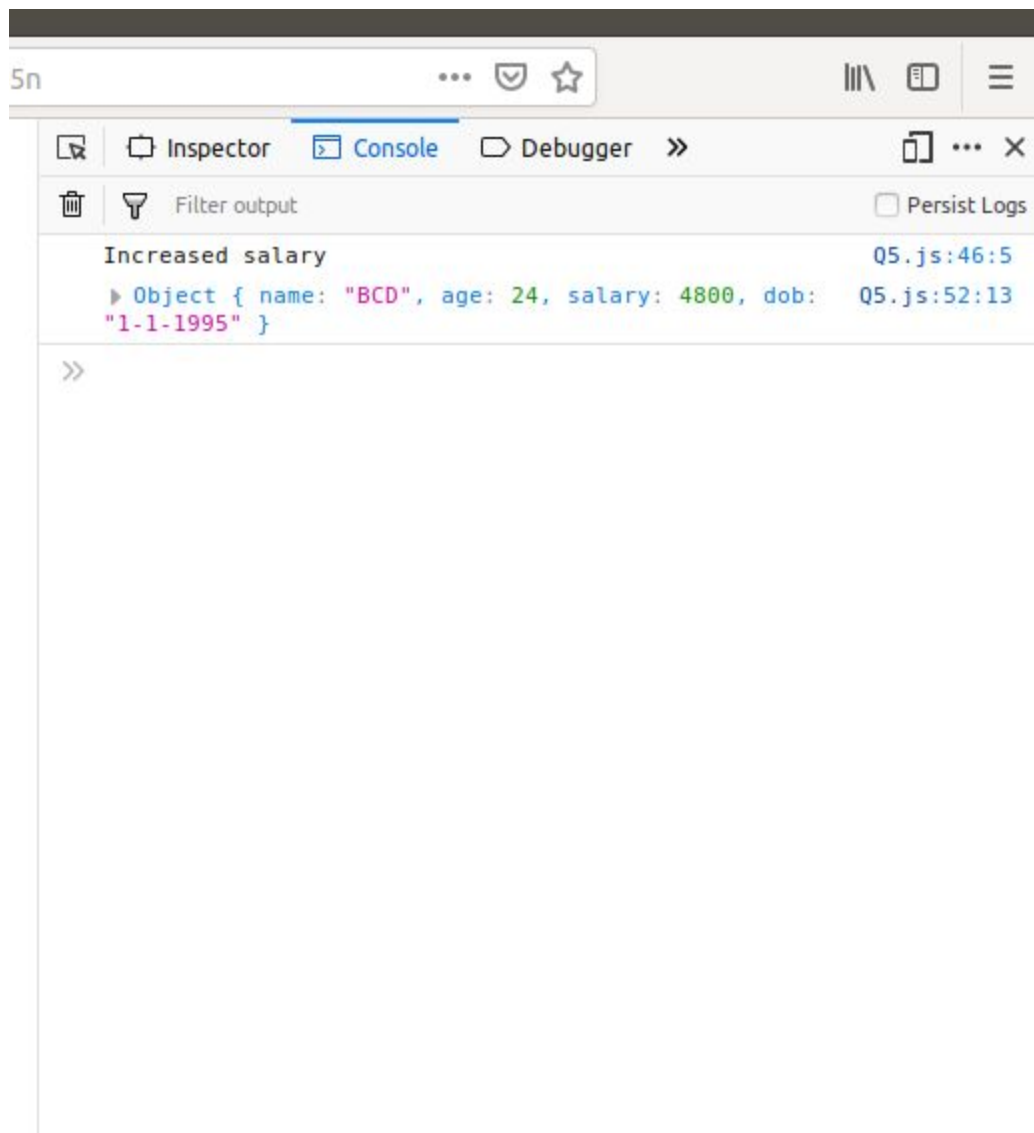 5n
Inspector Console Debugger
Filter output Persist Logs
Increased salary Q5.js:46:5
Object { name: "BCD", age: 24, salary: 4800, dob: Q5.js:52:13
"1-1-1995" }